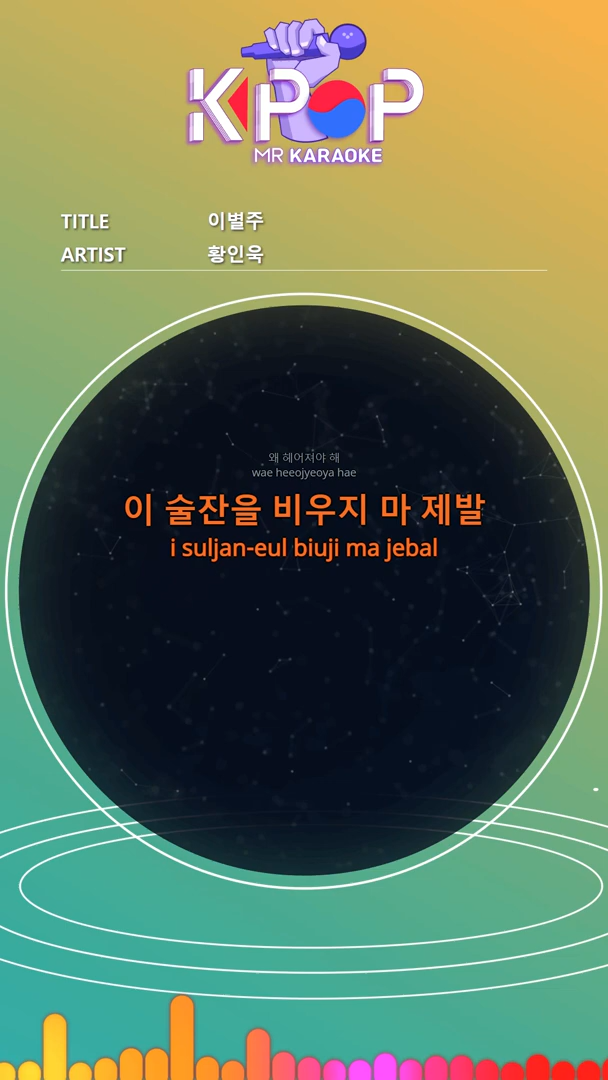 KPOP
MR KARAOKE
TITLE 이별주
ARTIST 황인욱
왜 헤어져야 해
wae heeojyeoya hae
이 술잔을 비우지 마 제발
i suljan-eul biuji ma jebal